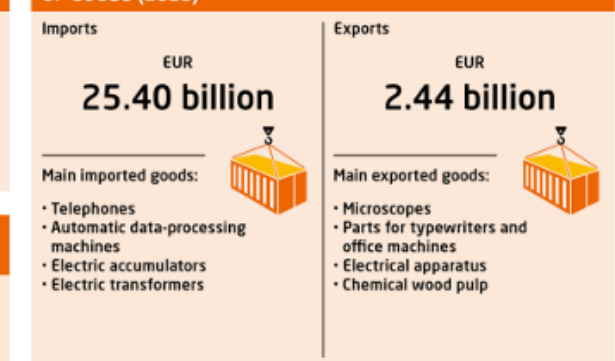 Imports
EUR
25.40 billion
Main imported goods:
· Telephones
· Automatic data-processing
machines
· Electric accumulators
· Electric transformers
Exports
EUR
2.44 billion
Main exported goods:
· Microscopes
· Parts for typewriters and
office machines
· Electrical apparatus
· Chemical wood pulp